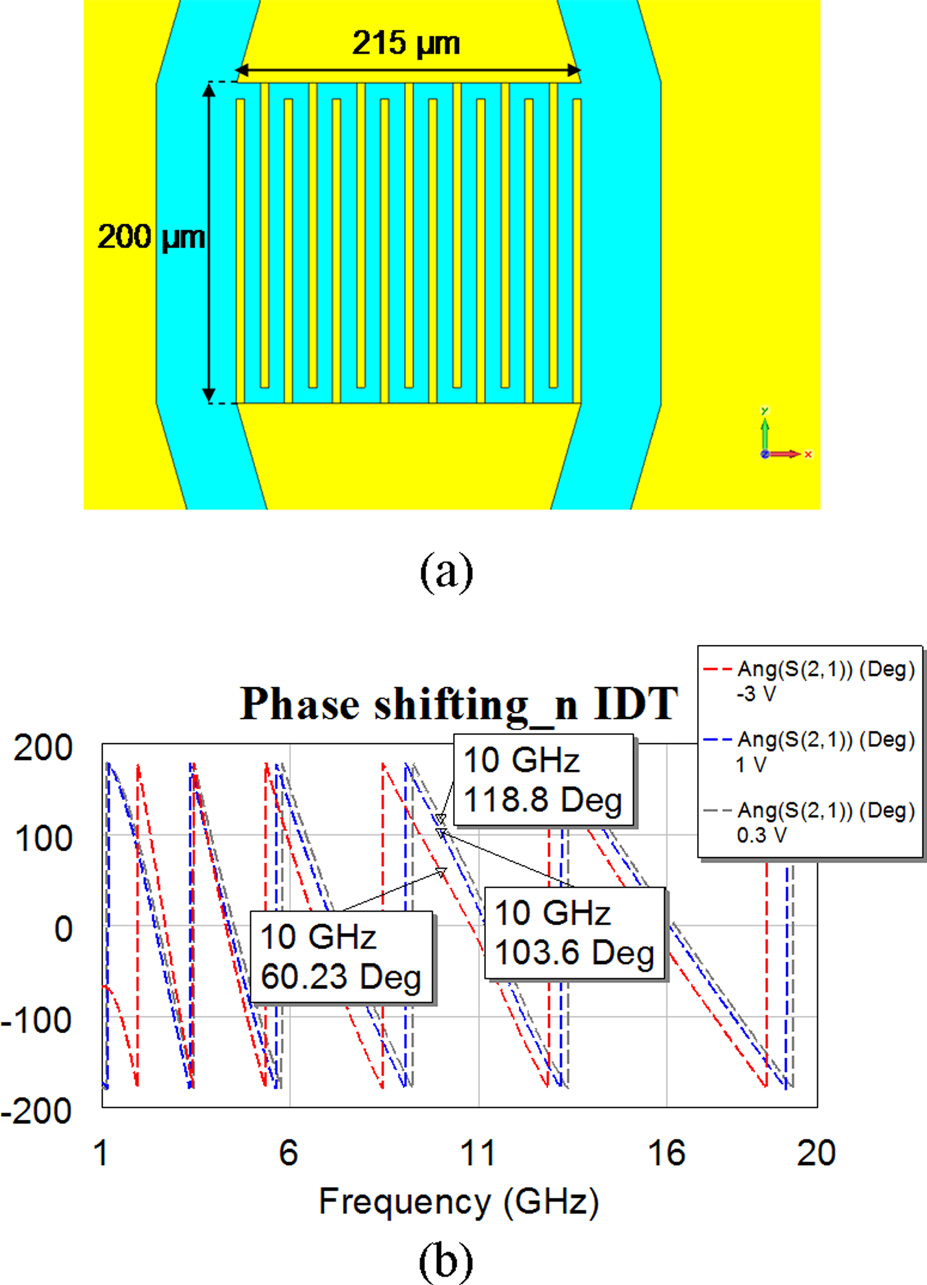 215 µm
200 µm
y
x
(a)
Ang(S(2,1)) (Deg)
-3 V
Ang(S(2,1)) (Deg)
1 V
Ang(S(2,1)) (Deg)
0.3 V
Phase shifting_n IDT
200
100
0
-100
-200
10 GHz
118.8 Deg
10 GHz
103.6 Deg
10 GHz
60.23 Deg
1
6
11
16
20
Frequency (GHz)
(b)